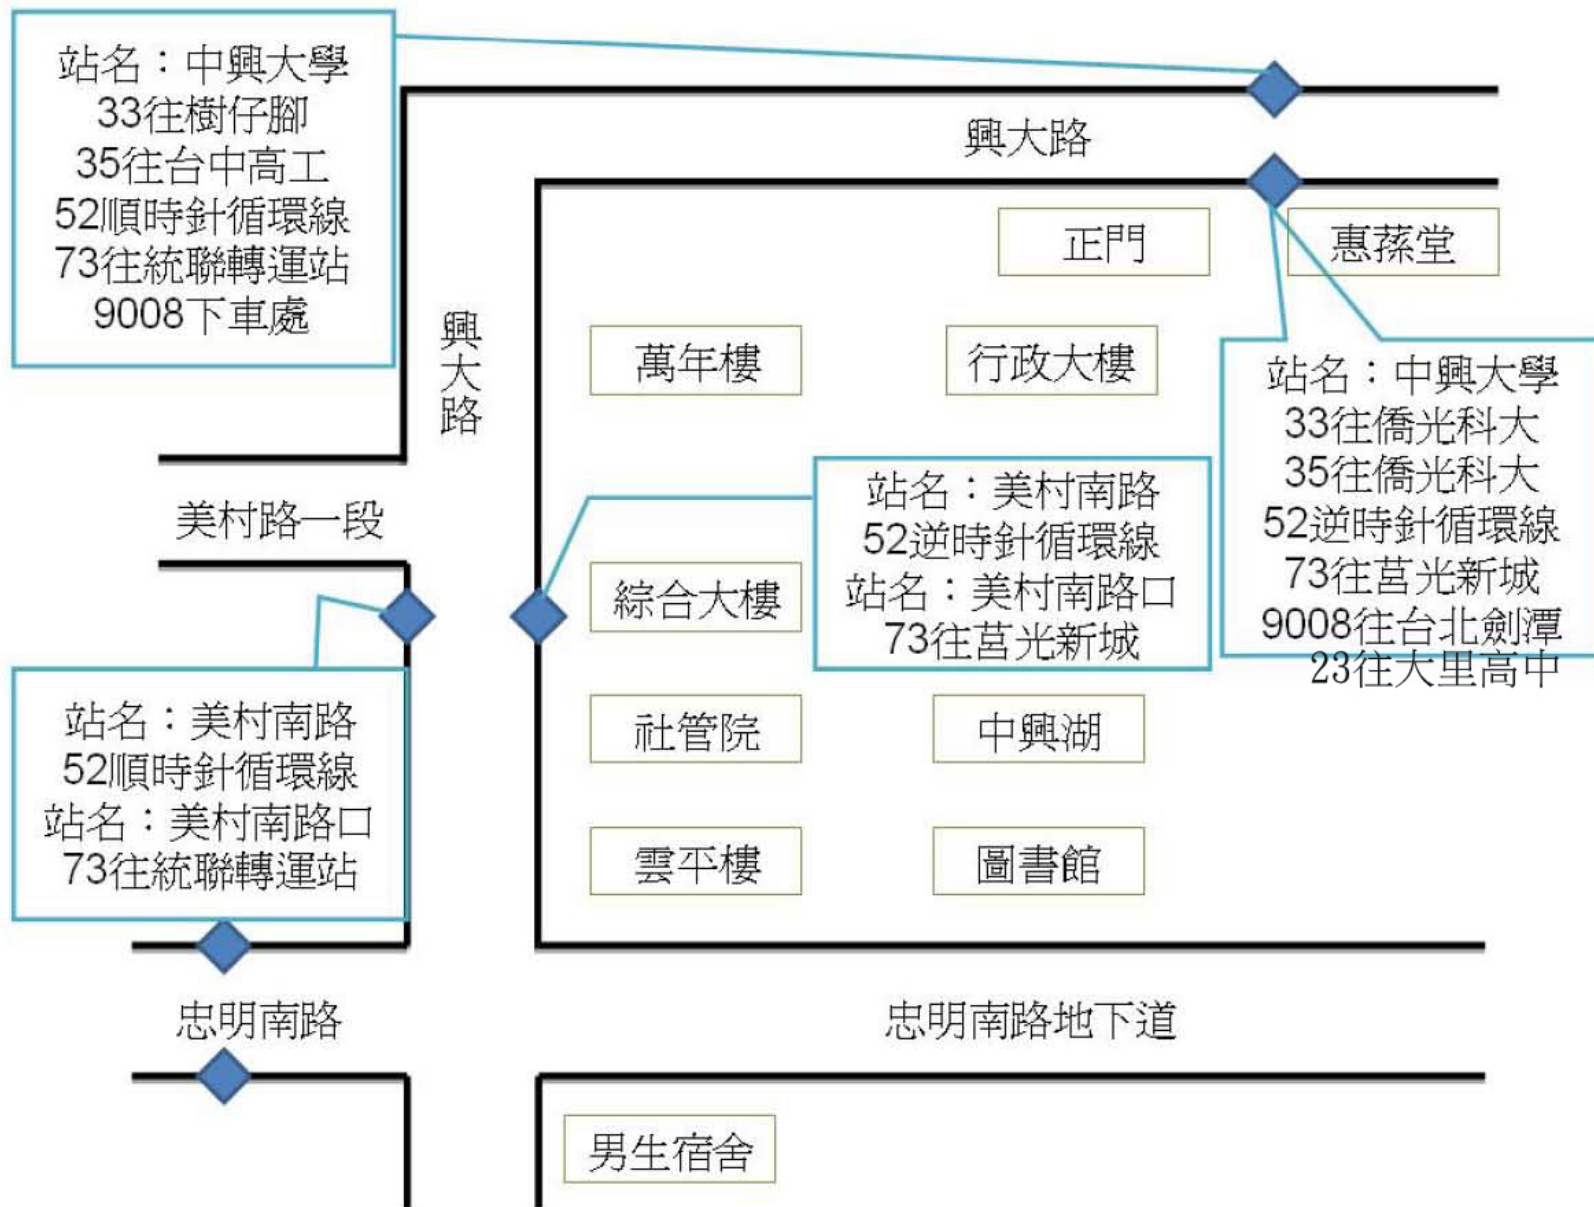 站名：中興大學
33往樹仔腳
35往台中高工
52順時針循環線
73往統聯轉運站
9008下車處
興大路
正門
惠蓀堂
興大路
萬年樓
行政大樓
站名：中興大學
33往僑光科大
35往僑光科大
52逆時針循環線
73往莒光新城
9008往台北劍潭
23往大里高中
美村路一段
站名：美村南路
52逆時針循環線
站名：美村南路口
73往莒光新城
綜合大樓
站名：美村南路
52順時針循環線
站名：美村南路口
73往統聯轉運站
社管院
中興湖
雲平樓
圖書館
忠明南路
忠明南路地下道
男生宿舍